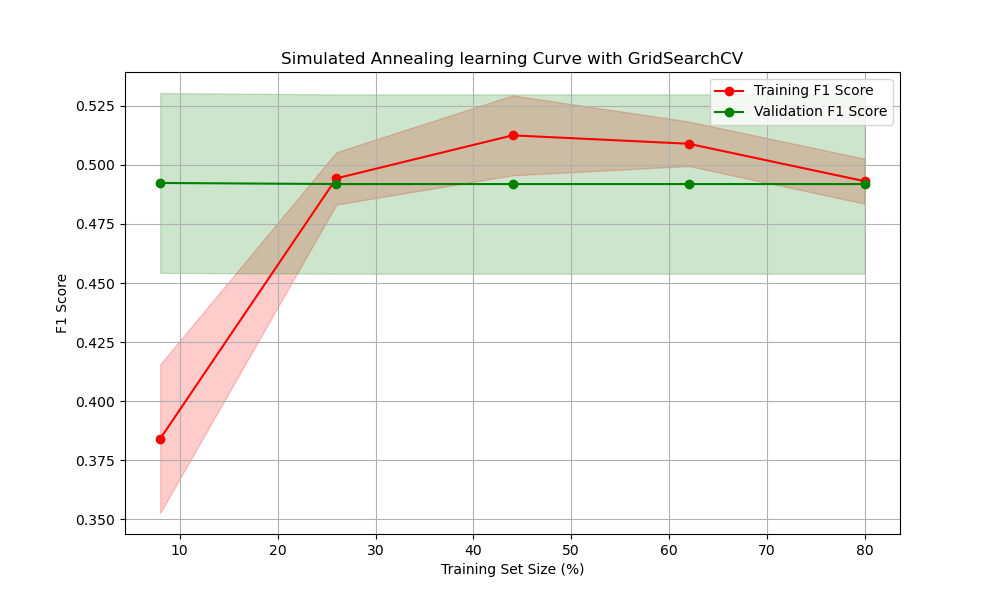 Simulated Annealing learning Curve with GridSearchCV
Training F1 Score
Validation F1 Score
F1 Score
0.525
0.500
0.475
0.450
0.425
0.400
0.375
0.350
10 20 30 40 50 60 70 80
Training Set Size (%)